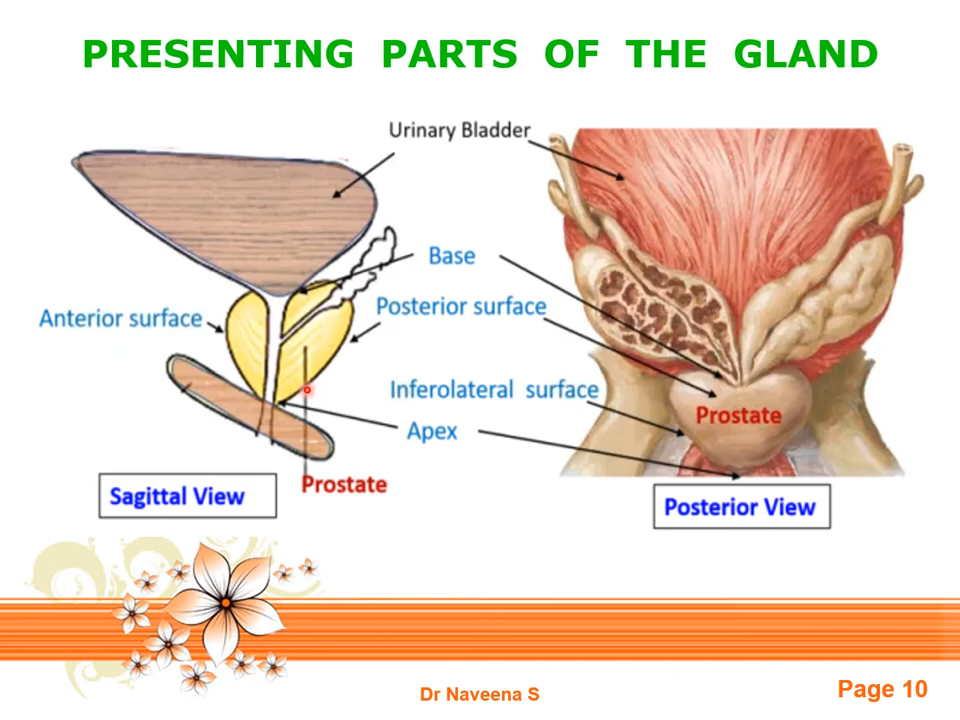 PRESENTING PARTS OF THE GLAND
Urinary Bladder
Base
Anterior surface
Posterior surface
Inferolateral surface
Apex
Prostate
Prostate
Sagittal View
Posterior View
Dr Naveena S
Page 10